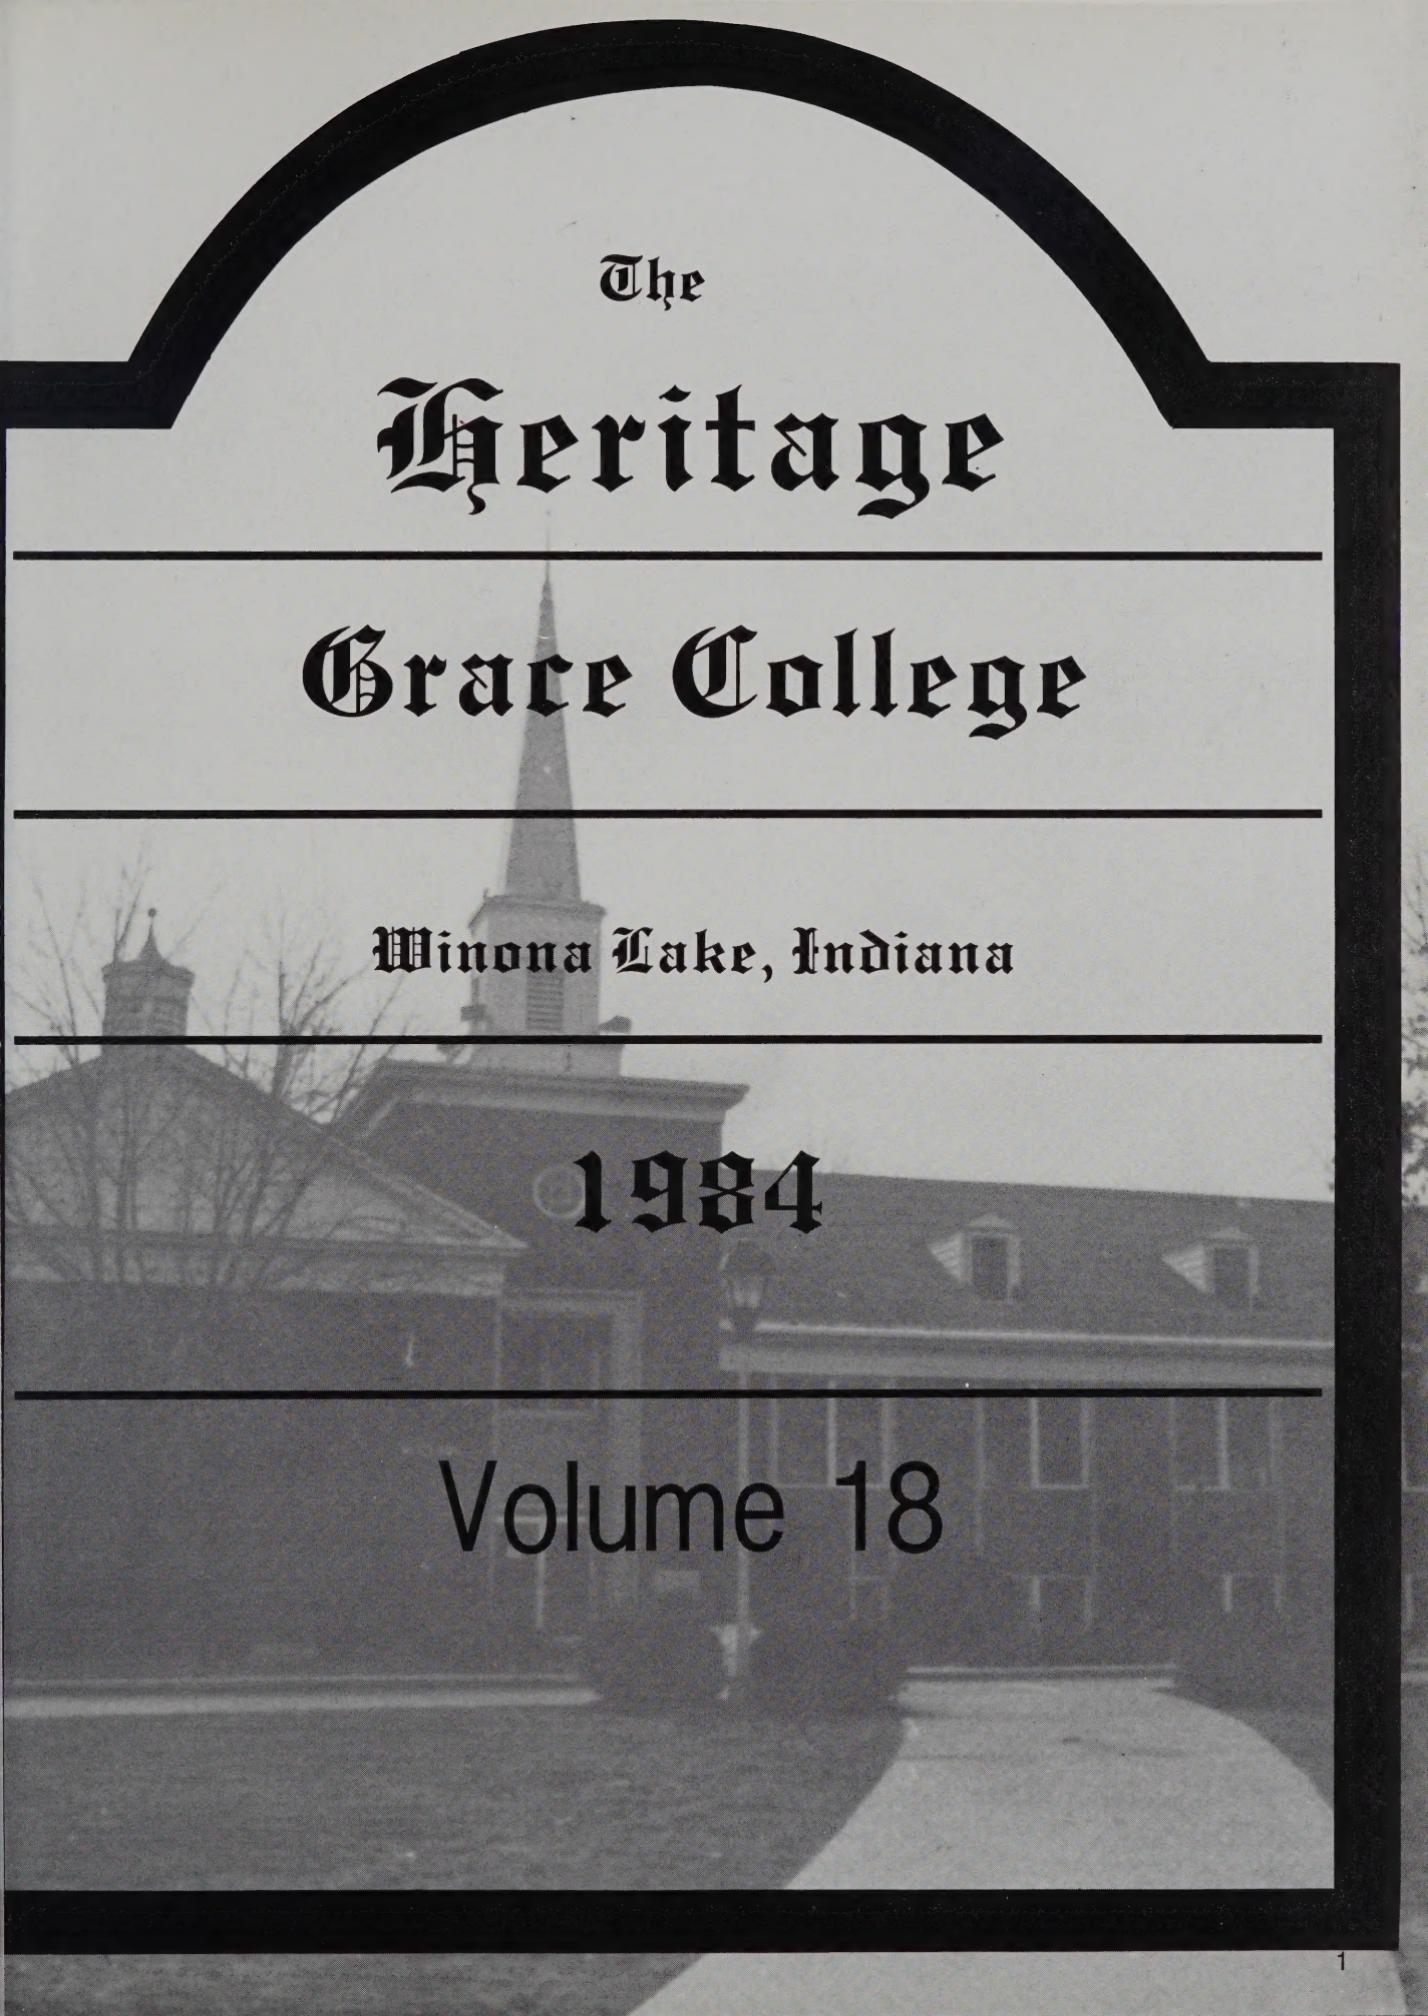 The
Heritage
Grace College
Winona Lake, Indiana
1984
Volume 18
1